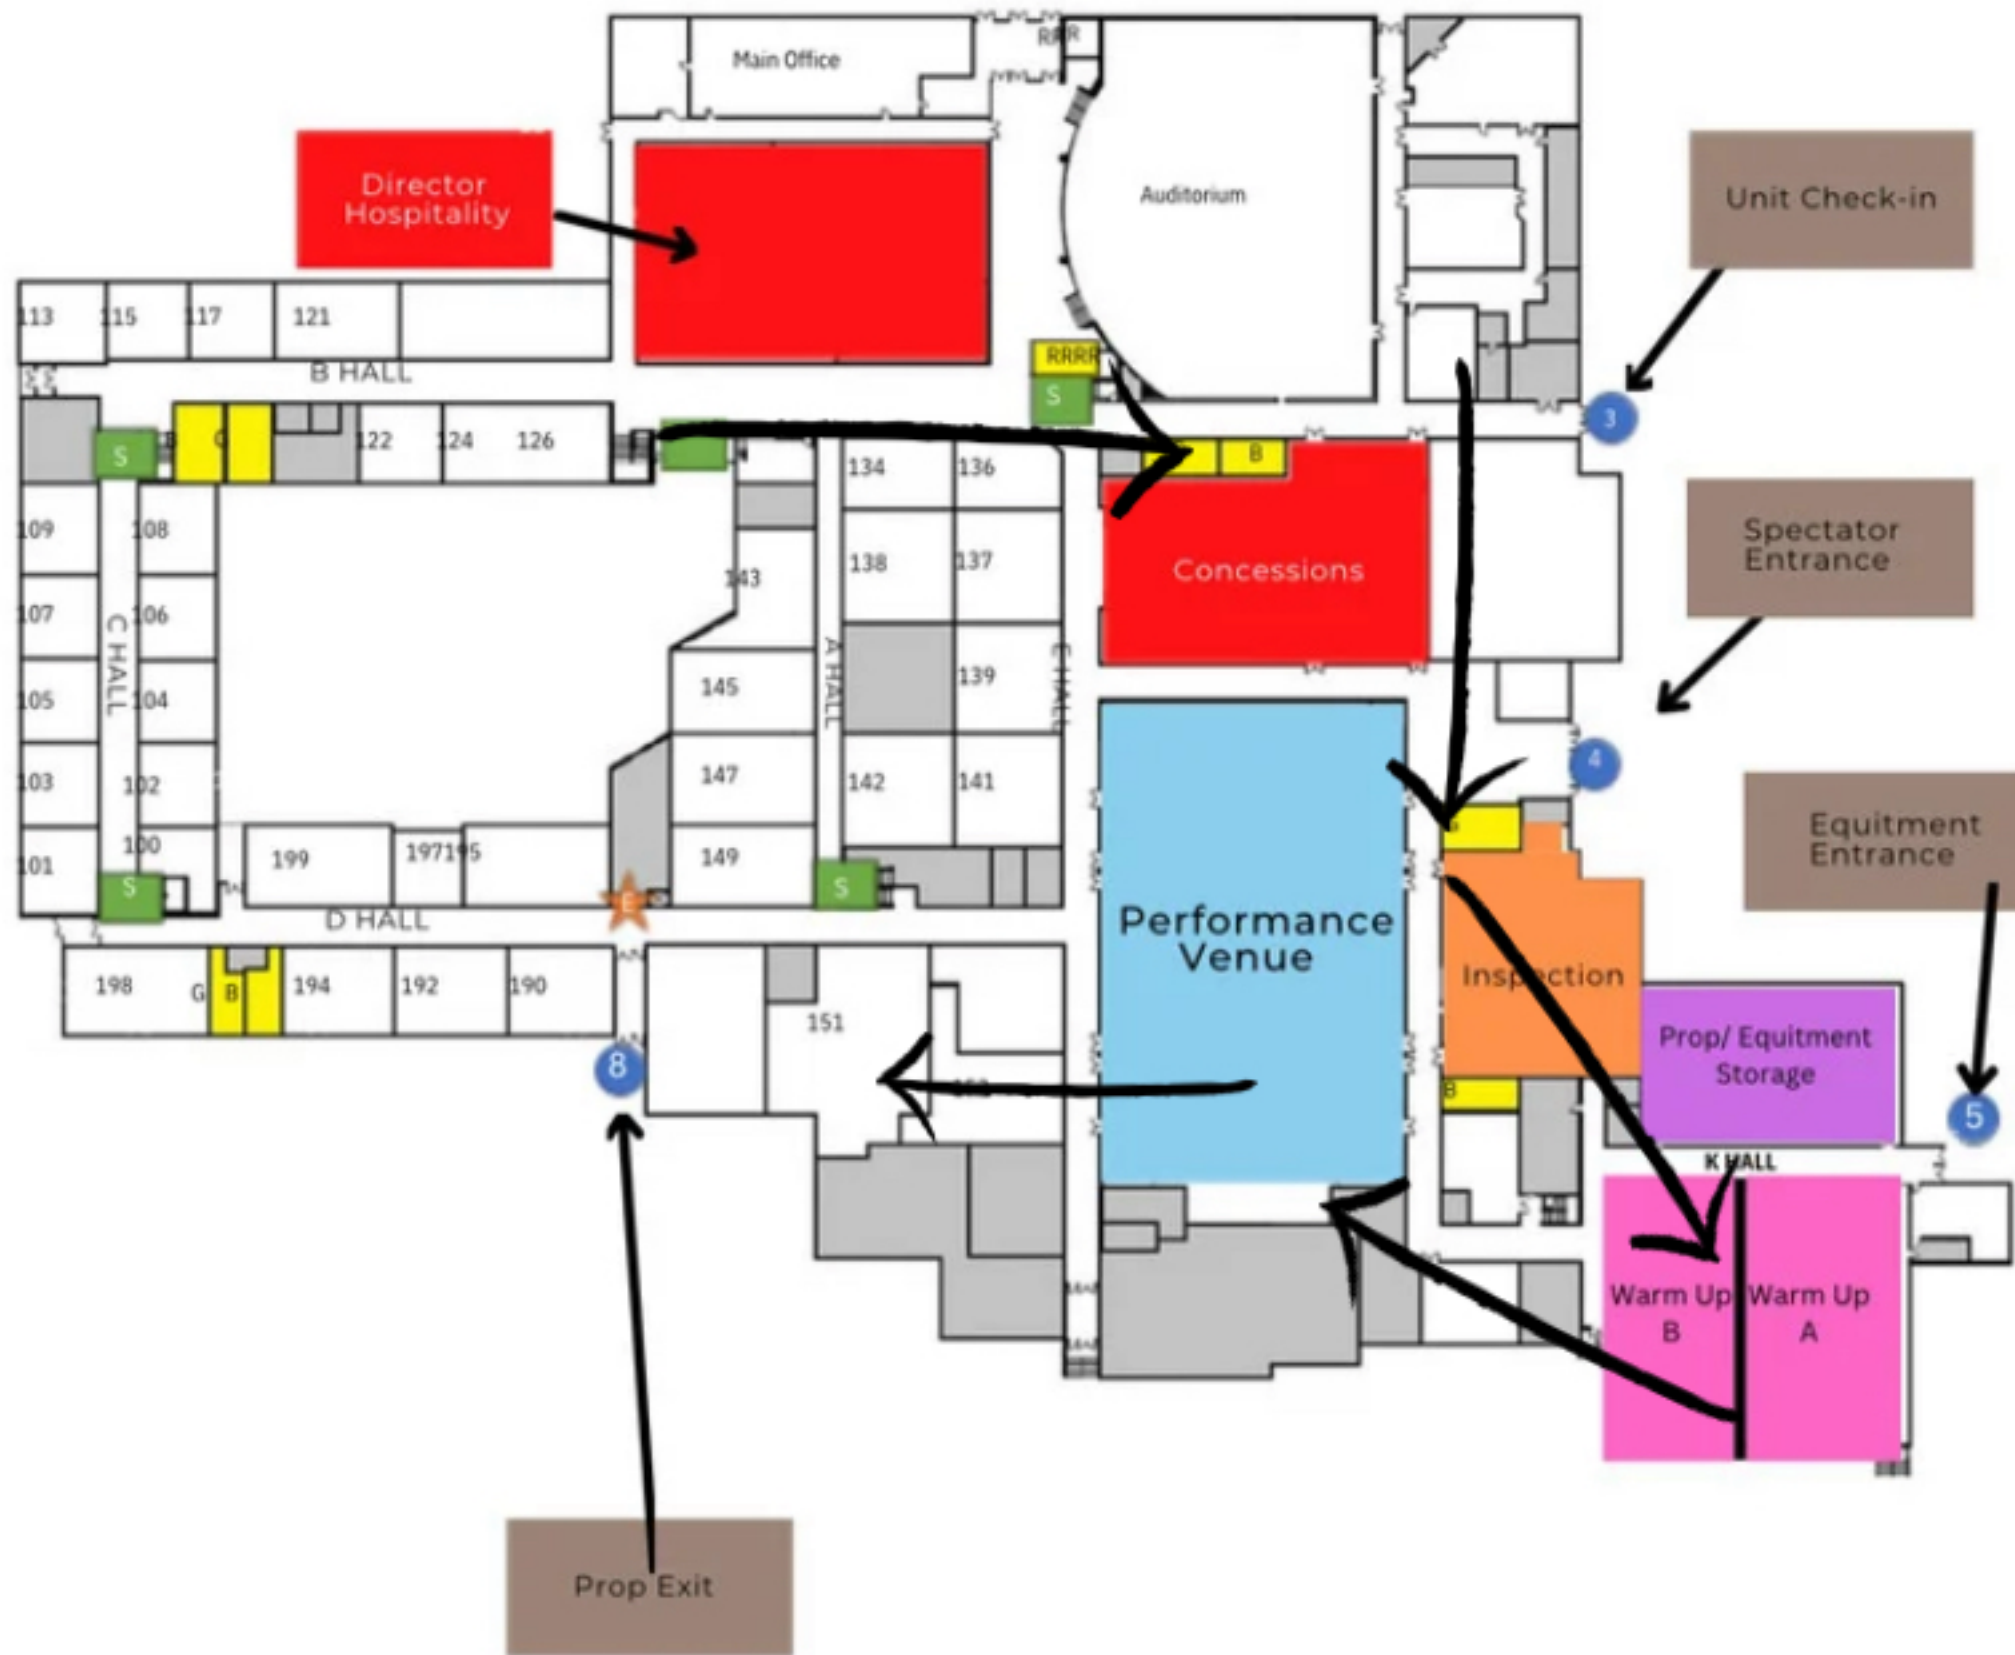 Main Office
RRR
Director
Hospitality
Auditorium
Unit Check-in
3
113
115
117
121
B HALL
RRRR
S
S
G
122
124
126
134
136
B
109
108
143
138
137
Concessions
Spectator
Entrance
107
106
C HALL
A HALL
E HALL
105
104
145
139
103
102
147
142
141
4
101
100
199
197195
149
Equitment
Entrance
S
E
S
D HALL
Performance
Venue
198
G
B
194
192
190
151
Inspection
Prop/ Equitment
Storage
8
B
5
K HALL
Warm Up
B
Warm Up
A
Prop Exit